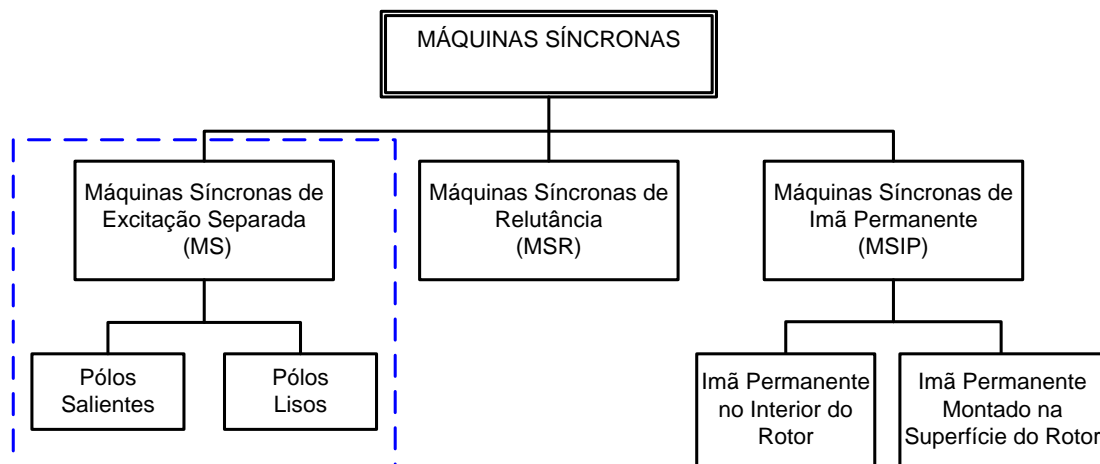 MÁQUINAS SÍNCRONAS
Máquinas Síncronas de
Excitação Separada
(MS)
Máquinas Síncronas de
Relutância
(MSR)
Máquinas Síncronas de
Imã Permanente
(MSIP)
Pólos
Salientes
Pólos
Lisos
Imã Permanente
no Interior do
Rotor
Imã Permanente
Montado na
Superfície do Rotor